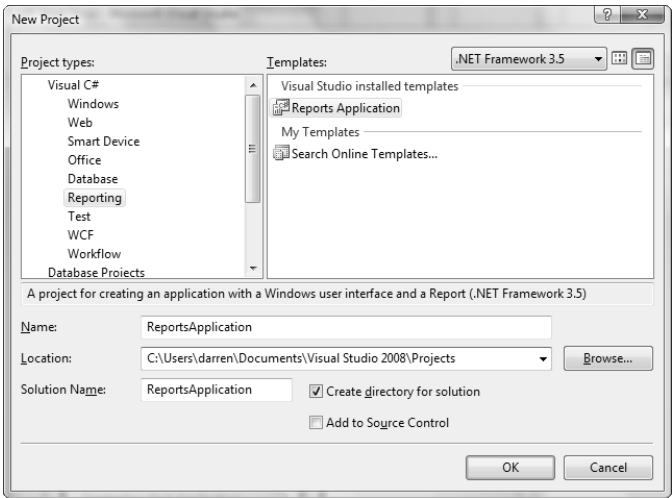 New Project
Project types:
Templates:
.NET Framework 3.5
Visual C#
Windows
Web
Smart Device
Office
Database
Reporting
Test
WCF
Workflow
Database Projects
Visual Studio installed templates
Reports Application
My Templates
Search Online Templates...
A project for creating an application with a Windows user interface and a Report (.NET Framework 3.5)
Name:
ReportsApplication
Location:
C:\Users\darren\Documents\Visual Studio 2008\Projects
Browse...
Solution Name:
ReportsApplication
Create directory for solution
Add to Source Control
OK
Cancel